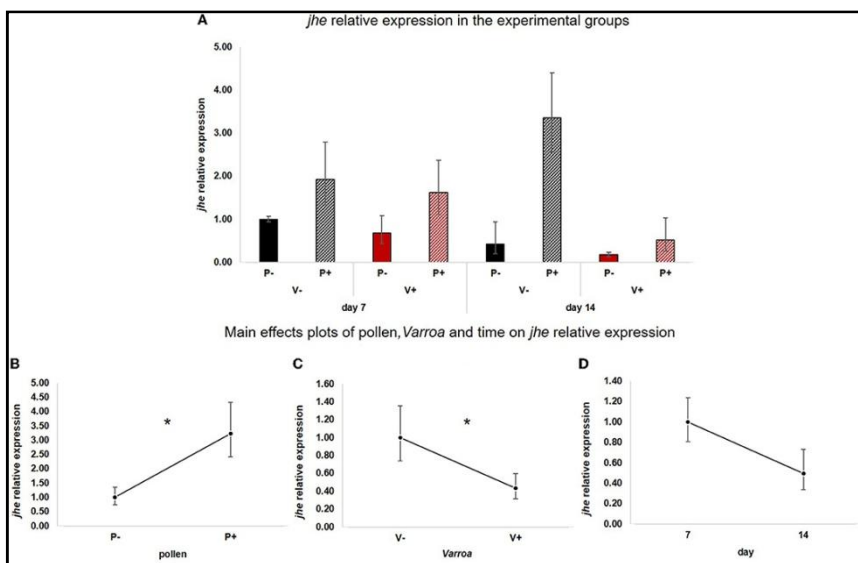 A
jhe relative expression in the experimental groups
jhe relative expression
5.00
4.00
3.00
2.00
1.00
0.00
P- P+ P- P+ P- P+ P- P+
V- V+ V- V+
day 7 day 14
Main effects plots of pollen, Varroa and time on jhe relative expression
B
jhe relative expression
5.00
4.50
4.00
3.50
3.00
2.50
2.00
1.50
1.00
0.50
0.00
*
P- P+
pollen
C
jhe relative expression
1.60
1.40
1.20
1.00
0.80
0.60
0.40
0.20
0.00
*
V- V+
Varroa
D
jhe relative expression
1.40
1.20
1.00
0.80
0.60
0.40
0.20
0.00
7 14
day